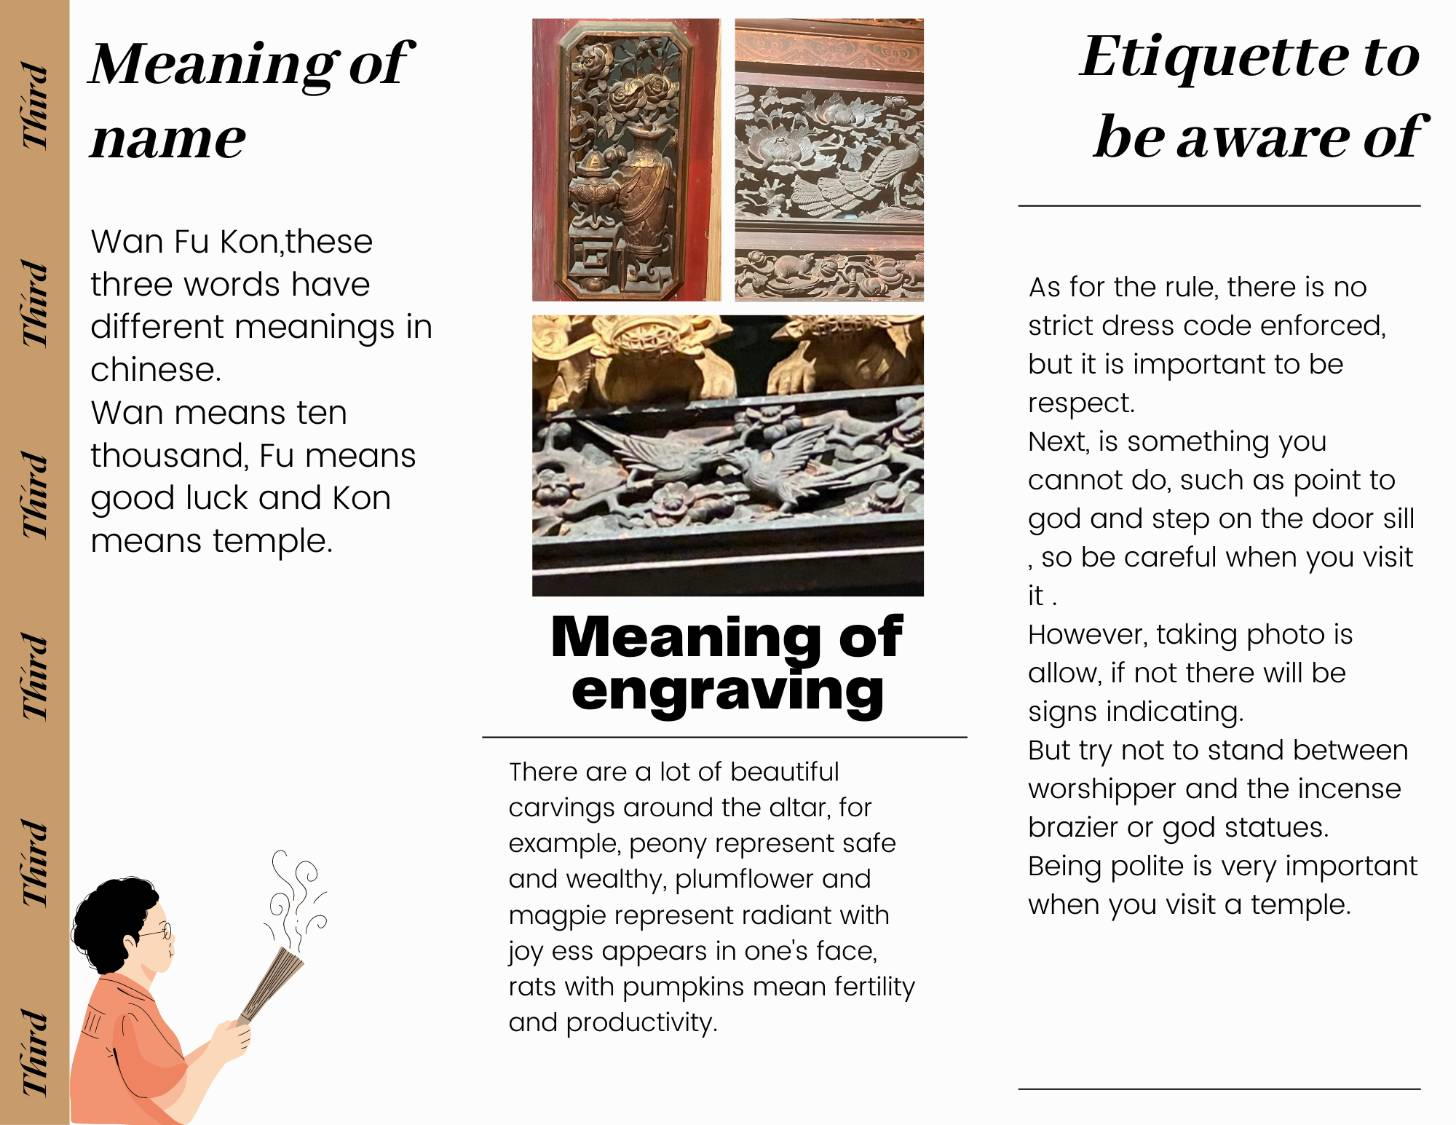 Third
Third
Third
Third
Third
Third
Meaning of
name
Wan Fu Kon,these
three words have
different meanings in
chinese.
Wan means ten
thousand, Fu means
good luck and Kon
means temple.
Meaning of
engraving
There are a lot of beautiful
carvings around the altar, for
example, peony represent safe
and wealthy, plumflower and
magpie represent radiant with
joy ess appears in one's face,
rats with pumpkins mean fertility
and productivity.
Etiquette to
be aware of
As for the rule, there is no
strict dress code enforced,
but it is important to be
respect.
Next, is something you
cannot do, such as point to
god and step on the door sill
, so be careful when you visit
it .
However, taking photo is
allow, if not there will be
signs indicating.
But try not to stand between
worshipper and the incense
brazier or god statues.
Being polite is very important
when you visit a temple.